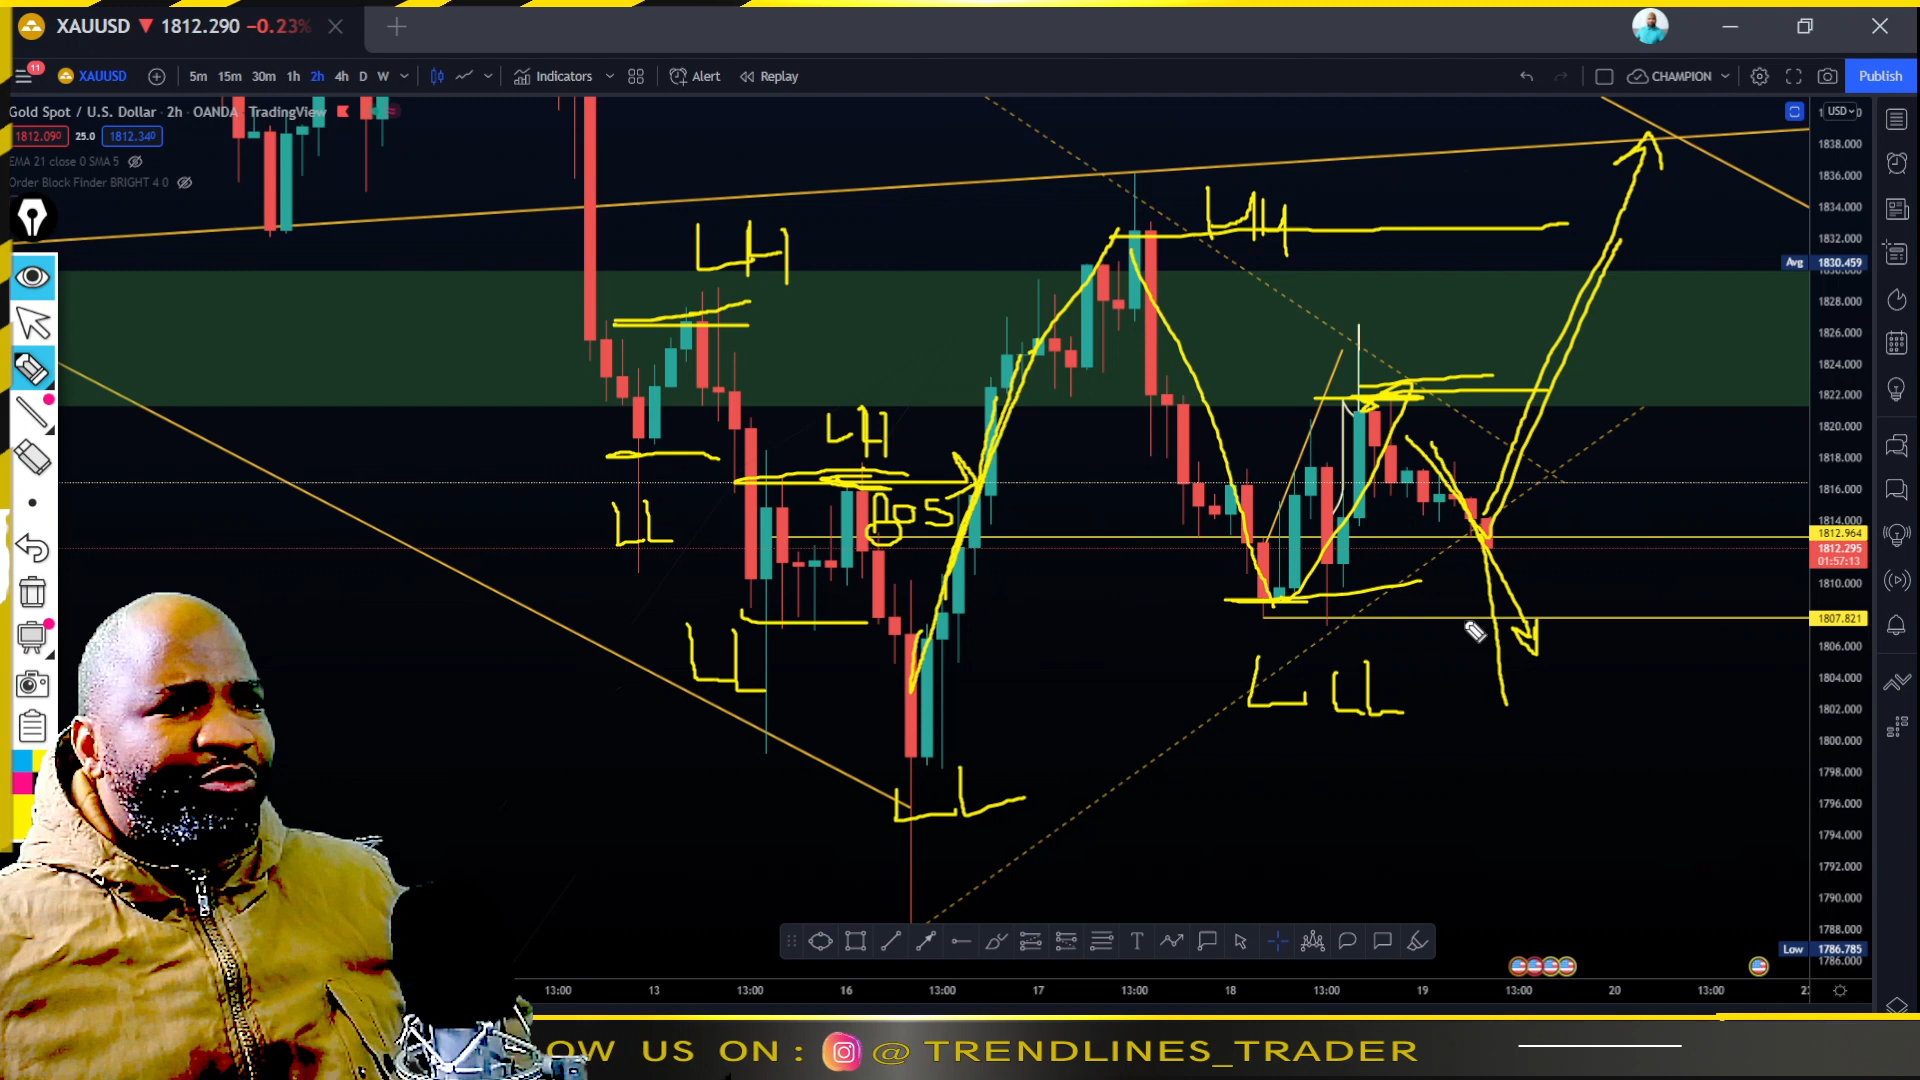 XAUUSD ▼ 1812.290 −0.23%
11 XAUUSD 5m 15m 30m 1h 2h 4h D W Indicators Alert Replay CHAMPION Publish
Gold Spot / U.S. Dollar · 2h · OANDA TradingView
1812.090 25.0 1812.340
EMA 21 close 0 SMA 5
Order Block Finder BRIGHT 4 0
USD
1838.000
1836.000
1834.000
1832.000
Avg 1830.459
1828.000
1826.000
1824.000
1822.000
1820.000
1818.000
1816.000
1814.000
1812.964
1812.295
01:57:13
1810.000
1807.821
1806.000
1804.000
1802.000
1800.000
1798.000
1796.000
1794.000
1792.000
1790.000
1788.000
Low 1786.785
1786.000
LH
LH
LH
BOS
LL
LL
LL
LL
13:00 13 13:00 16 13:00 17 13:00 18 13:00 19 13:00 20 13:00
OW US ON : @ TRENDLINES_TRADER